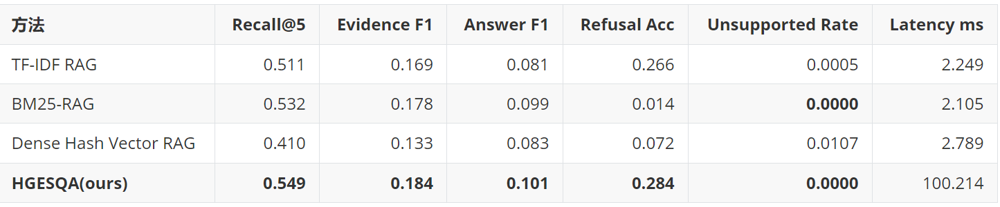 方法 Recall@5 Evidence F1 Answer F1 Refusal Acc Unsupported Rate Latency ms
TF-IDF RAG 0.511 0.169 0.081 0.266 0.0005 2.249
BM25-RAG 0.532 0.178 0.099 0.014 0.0000 2.105
Dense Hash Vector RAG 0.410 0.133 0.083 0.072 0.0107 2.789
HGESQA(ours) 0.549 0.184 0.101 0.284 0.0000 100.214